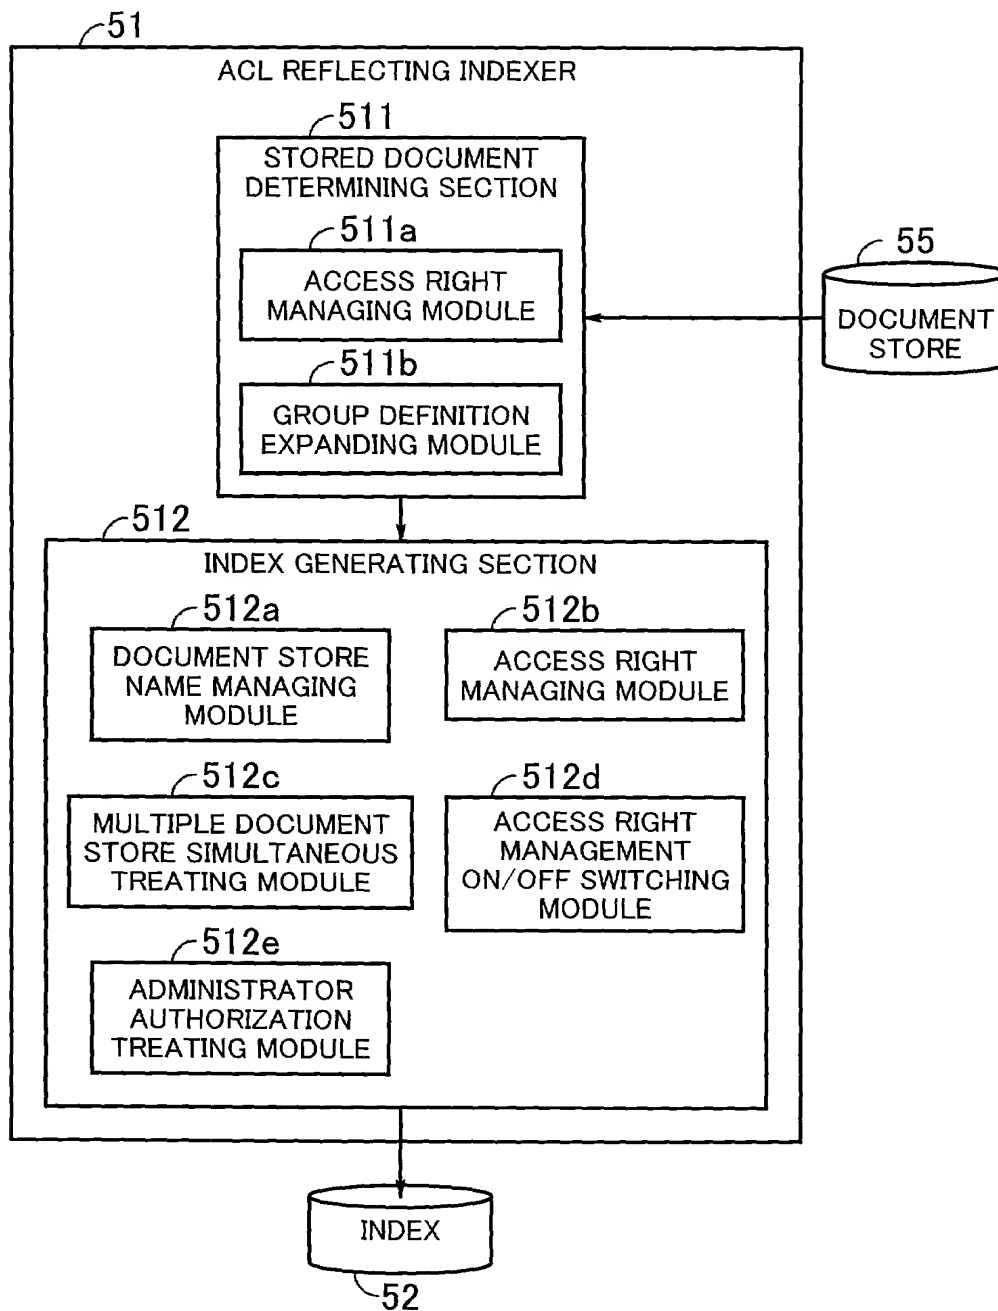 51
ACL REFLECTING INDEXER
511
STORED DOCUMENT
DETERMINING SECTION
511a
ACCESS RIGHT
MANAGING MODULE
511b
GROUP DEFINITION
EXPANDING MODULE
55
DOCUMENT
STORE
512
INDEX GENERATING SECTION
512a
DOCUMENT STORE
NAME MANAGING
MODULE
512b
ACCESS RIGHT
MANAGING MODULE
512c
MULTIPLE DOCUMENT
STORE SIMULTANEOUS
TREATING MODULE
512d
ACCESS RIGHT
MANAGEMENT
ON/OFF SWITCHING
MODULE
512e
ADMINISTRATOR
AUTHORIZATION
TREATING MODULE
INDEX
52